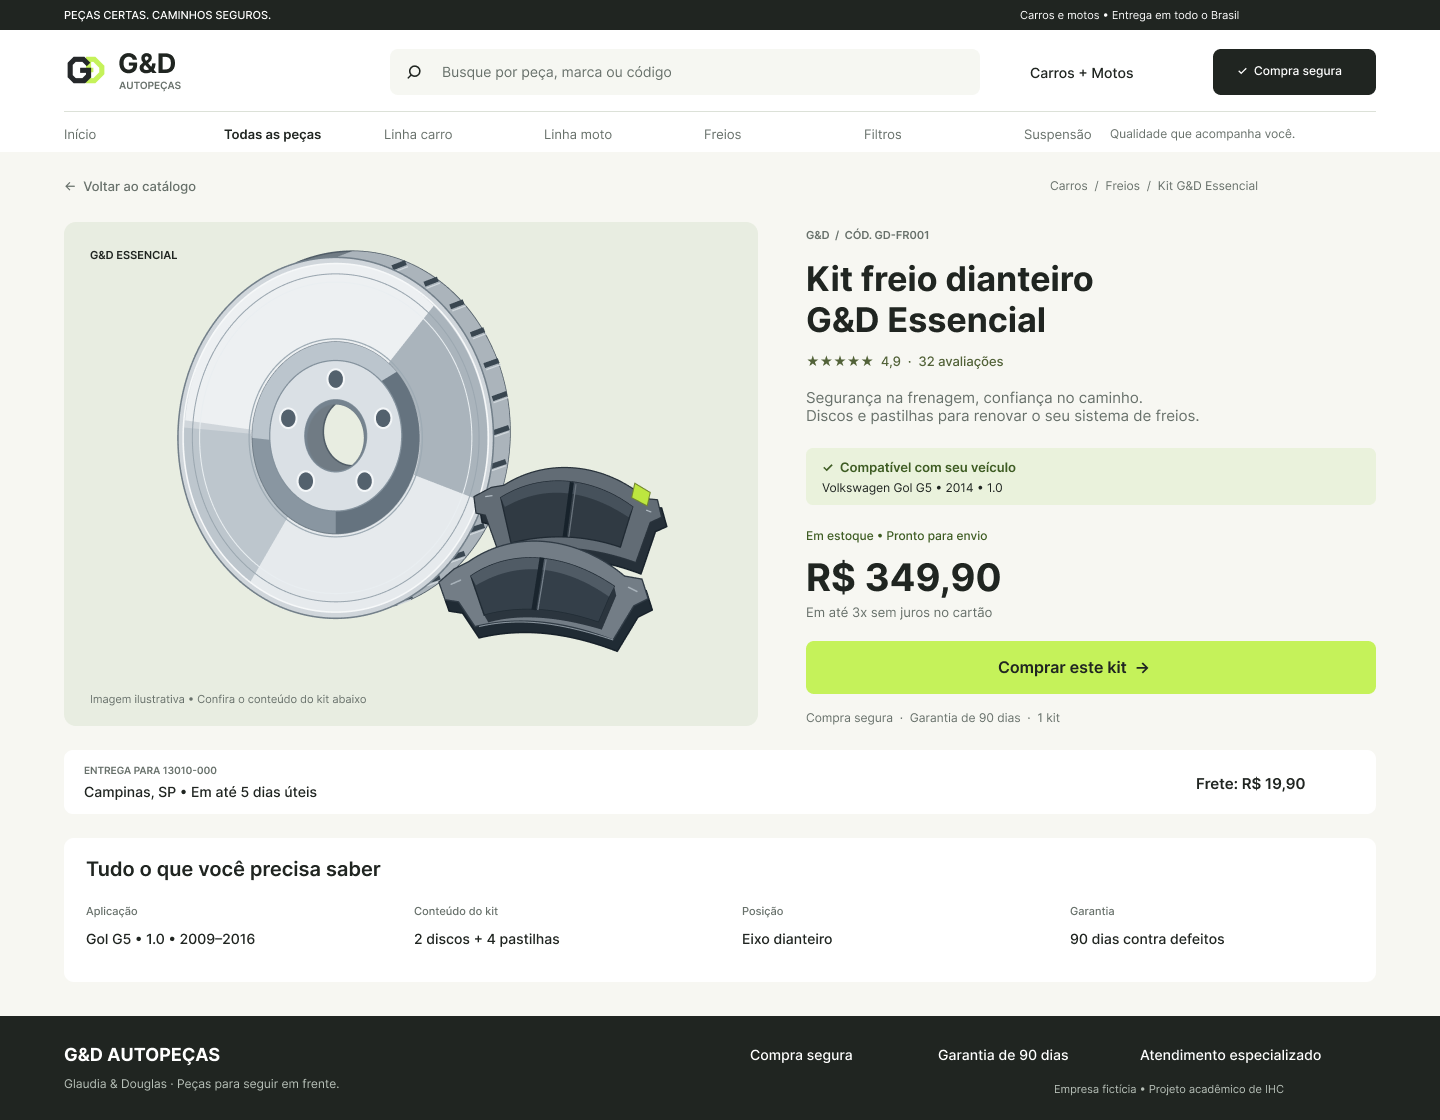 PEÇAS CERTAS. CAMINHOS SEGUROS.
Carros e motos • Entrega em todo o Brasil
G&D
AUTOPEÇAS
Busque por peça, marca ou código
Carros + Motos
✓ Compra segura
Início
Todas as peças
Linha carro
Linha moto
Freios
Filtros
Suspensão
Qualidade que acompanha você.
← Voltar ao catálogo
Carros / Freios / Kit G&D Essencial
G&D ESSENCIAL
Imagem ilustrativa • Confira o conteúdo do kit abaixo
G&D / CÓD. GD-FR001
Kit freio dianteiro
G&D Essencial
★★★★★ 4,9 · 32 avaliações
Segurança na frenagem, confiança no caminho.
Discos e pastilhas para renovar o seu sistema de freios.
✓ Compatível com seu veículo
Volkswagen Gol G5 • 2014 • 1.0
Em estoque • Pronto para envio
R$ 349,90
Em até 3x sem juros no cartão
Comprar este kit →
Compra segura · Garantia de 90 dias · 1 kit
ENTREGA PARA 13010-000
Campinas, SP • Em até 5 dias úteis
Frete: R$ 19,90
Tudo o que você precisa saber
Aplicação
Gol G5 • 1.0 • 2009–2016
Conteúdo do kit
2 discos + 4 pastilhas
Posição
Eixo dianteiro
Garantia
90 dias contra defeitos
G&D AUTOPEÇAS
Glaudia & Douglas · Peças para seguir em frente.
Compra segura
Garantia de 90 dias
Atendimento especializado
Empresa fictícia • Projeto acadêmico de IHC